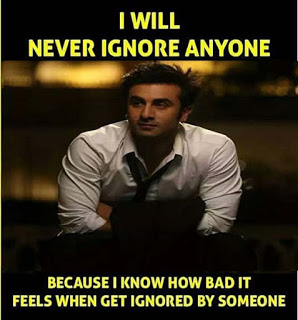 I WILL
NEVER IGNORE ANYONE
BECAUSE I KNOW HOW BAD IT
FEELS WHEN GET IGNORED BY SOMEONE